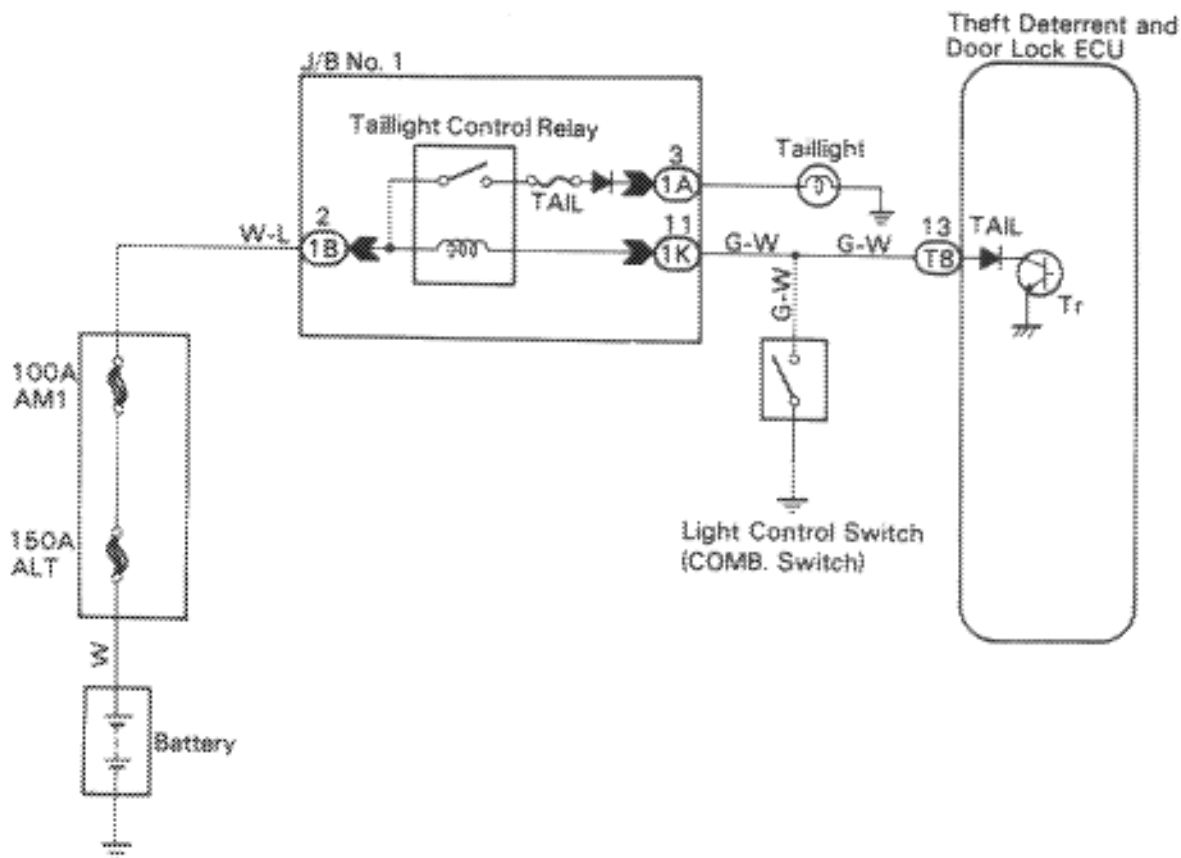 Theft Deterrent and
Door Lock ECU
J/B No. 1
Taillight Control Relay
3
1A
TAIL
Taillight
2
1B
W-L
11
1K
G-W
G-W
G-W
13
T8
TAIL
Tr
100A
AM1
150A
ALT
Light Control Switch
(COMB. Switch)
W
Battery